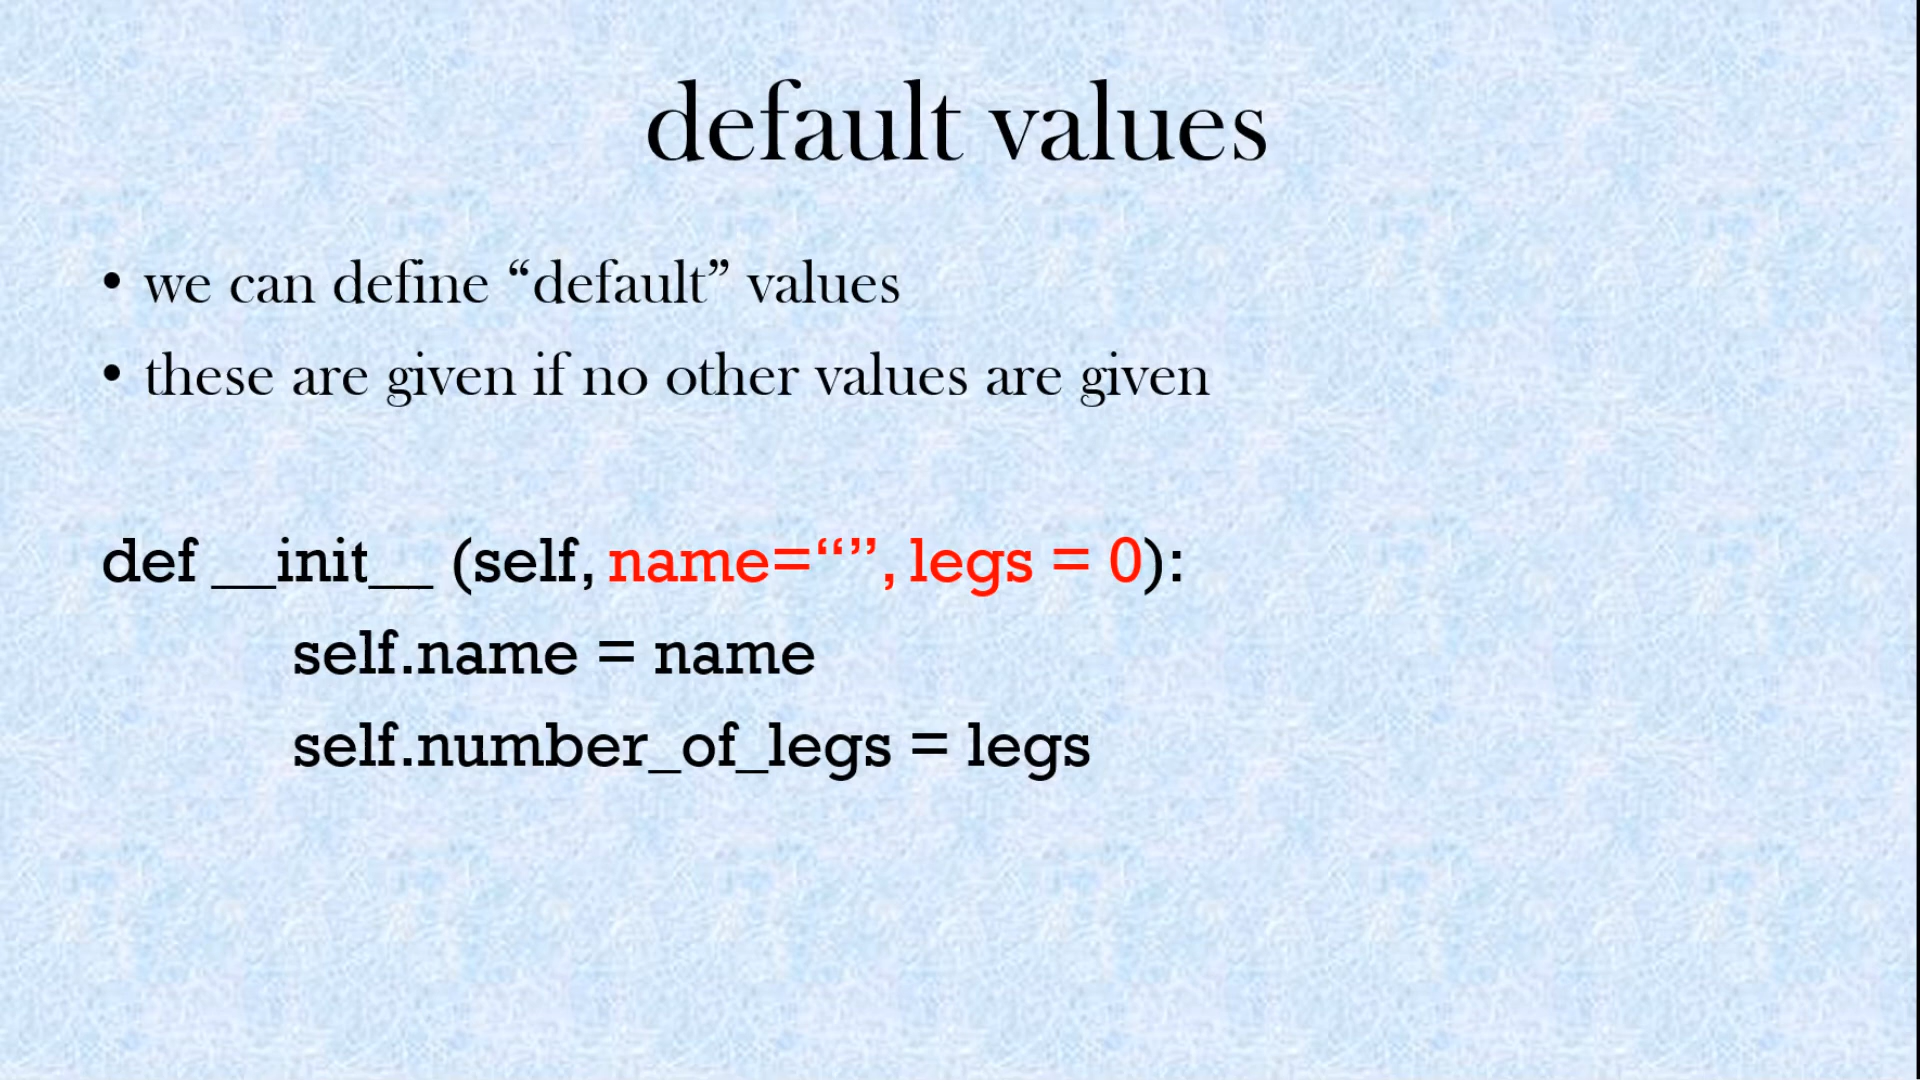 default values
• we can define “default” values
• these are given if no other values are given
def __init__ (self, name=“”, legs = 0):
self.name = name
self.number_of_legs = legs